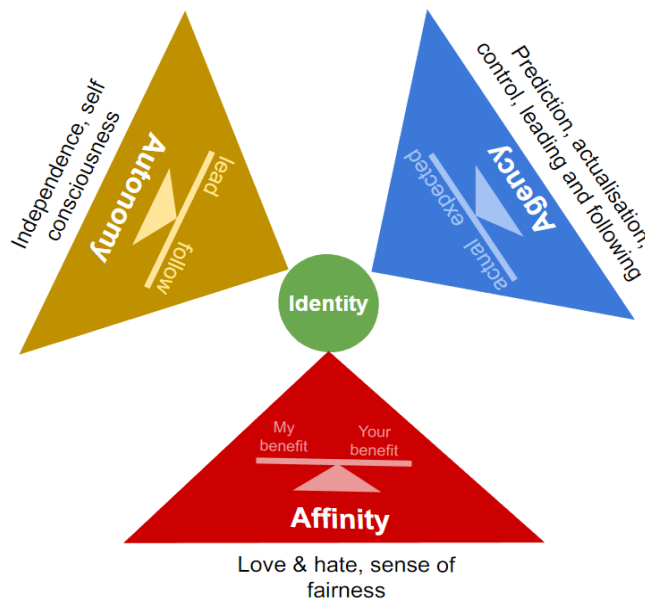 Independence, self
consciousness
Autonomy
lead
follow
Prediction, actualisation,
control, leading and following
Agency
expected
actual
Identity
My
benefit
Your
benefit
Affinity
Love & hate, sense of
fairness